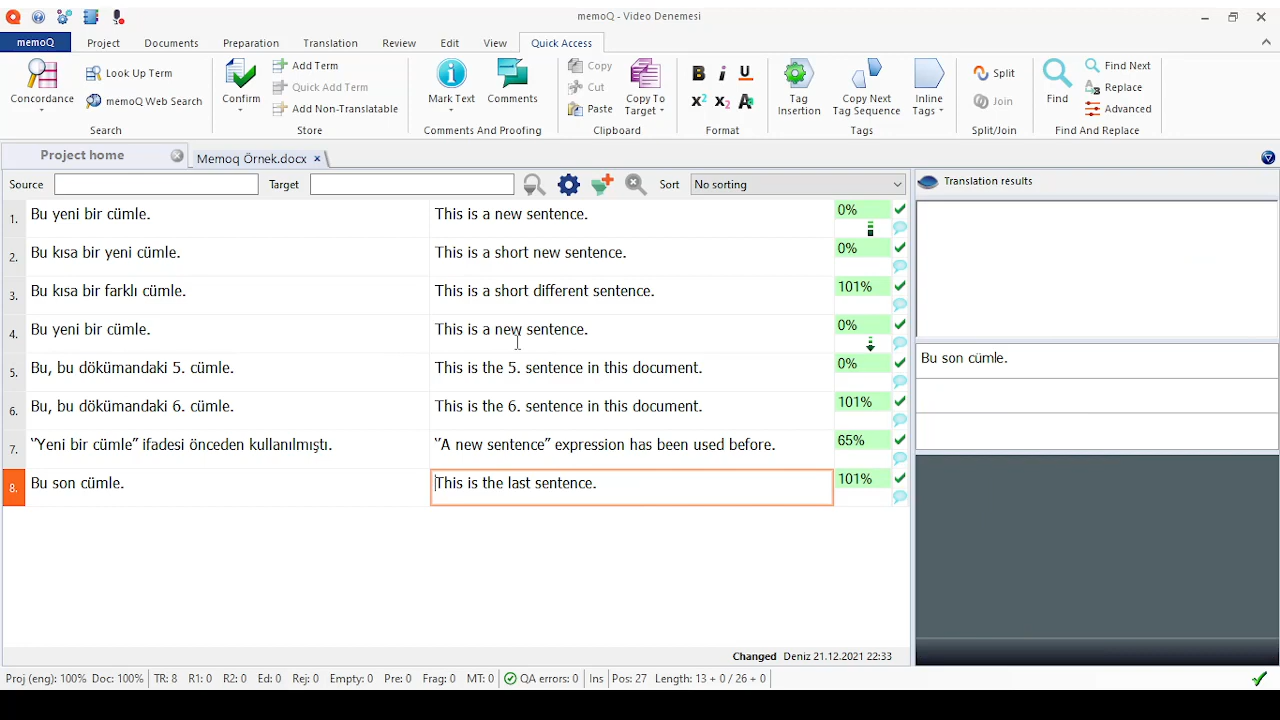 memoQ - Video Denemesi
memoQ Project Documents Preparation Translation Review Edit View Quick Access
Concordance
Look Up Term
memoQ Web Search
Search
Confirm
Add Term
Quick Add Term
Add Non-Translatable
Store
Mark Text
Comments
Comments And Proofing
Copy
Cut
Paste
Copy To
Target
Clipboard
B i U
x² x₂ A
Format
Tag
Insertion
Copy Next
Tag Sequence
Inline
Tags
Tags
Split
Join
Split/Join
Find
Find Next
Replace
Advanced
Find And Replace
Project home Memoq Örnek.docx
Source Target Sort No sorting
Translation results
1. Bu yeni bir cümle. This is a new sentence. 0%
2. Bu kısa bir yeni cümle. This is a short new sentence. 0%
3. Bu kısa bir farklı cümle. This is a short different sentence. 101%
4. Bu yeni bir cümle. This is a new sentence. 0%
5. Bu, bu dökümandaki 5. cümle. This is the 5. sentence in this document. 0%
6. Bu, bu dökümandaki 6. cümle. This is the 6. sentence in this document. 101%
7. “Yeni bir cümle” ifadesi önceden kullanılmıştı. “A new sentence” expression has been used before. 65%
8. Bu son cümle. This is the last sentence. 101%
Bu son cümle.
Changed Deniz 21.12.2021 22:33
Proj (eng): 100% Doc: 100% TR: 8 R1: 0 R2: 0 Ed: 0 Rej: 0 Empty: 0 Pre: 0 Frag: 0 MT: 0 QA errors: 0 Ins Pos: 27 Length: 13 + 0 / 26 + 0